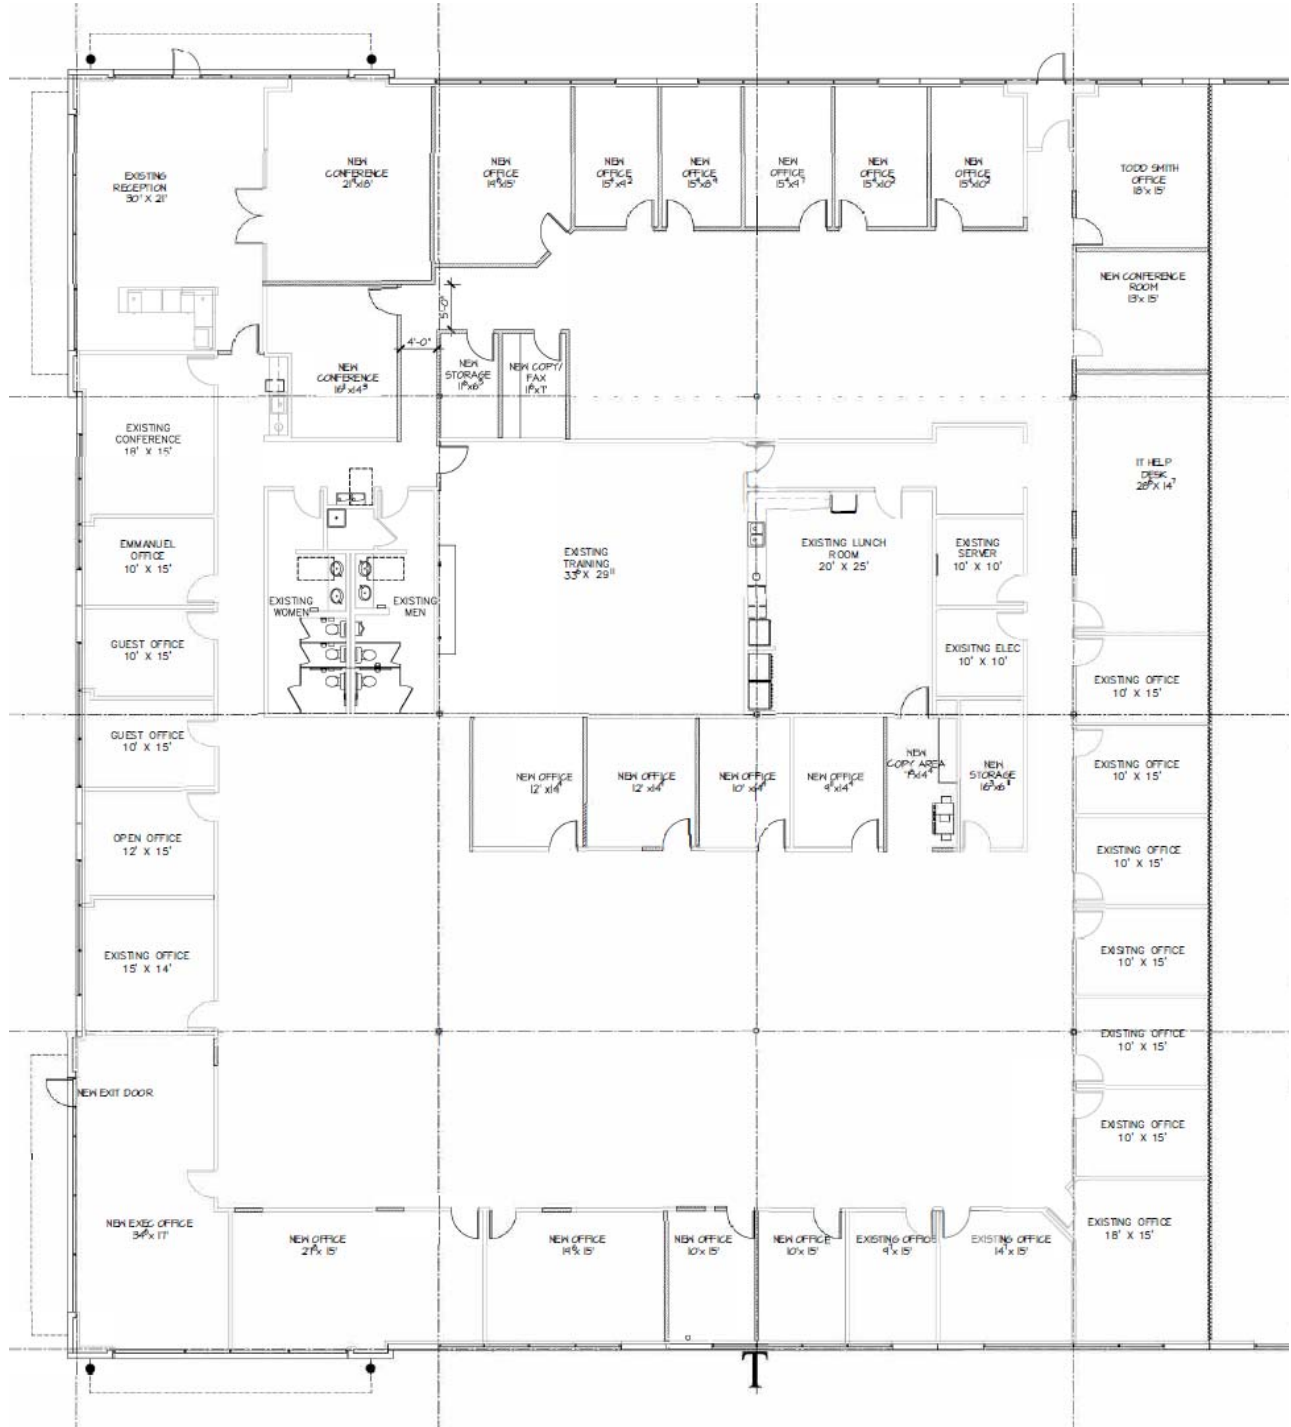 EXISTING
RECEPTION
30' X 21'
NEW
CONFERENCE
NEW
OFFICE
NEW
OFFICE
NEW
OFFICE
NEW
OFFICE
NEW
OFFICE
NEW
OFFICE
TODD SMITH
OFFICE
18'x 15'
NEW CONFERENCE
ROOM
13'x 15'
5'-0"
4'-0"
NEW
CONFERENCE
NEW
STORAGE
NEW COPY/
FAX
EXISTING
CONFERENCE
18' X 15'
IT HELP
DESK
EMMANUEL
OFFICE
10' X 15'
EXISTING
TRAINING
EXISTING LUNCH
ROOM
20' X 25'
EXISTING
SERVER
10' X 10'
EXISTING
WOMEN
EXISTING
MEN
GUEST OFFICE
10' X 15'
EXISITNG ELEC
10' X 10'
EXISTING OFFICE
10' X 15'
GUEST OFFICE
10' X 15'
NEW OFFICE
NEW OFFICE
NEW OFFICE
NEW OFFICE
NEW
COPY AREA
NEW
STORAGE
EXISTING OFFICE
10' X 15'
OPEN OFFICE
12' X 15'
EXISTING OFFICE
10' X 15'
EXISTING OFFICE
15' X 14'
EXISITNG OFFICE
10' X 15'
EXISTING OFFICE
10' X 15'
NEW EXIT DOOR
EXISTING OFFICE
10' X 15'
NEW EXEC OFFICE
NEW OFFICE
NEW OFFICE
NEW OFFICE
10'x 15'
NEW OFFICE
10'x 15'
EXISTING OFFICE
EXISTING OFFICE
EXISTING OFFICE
18' X 15'